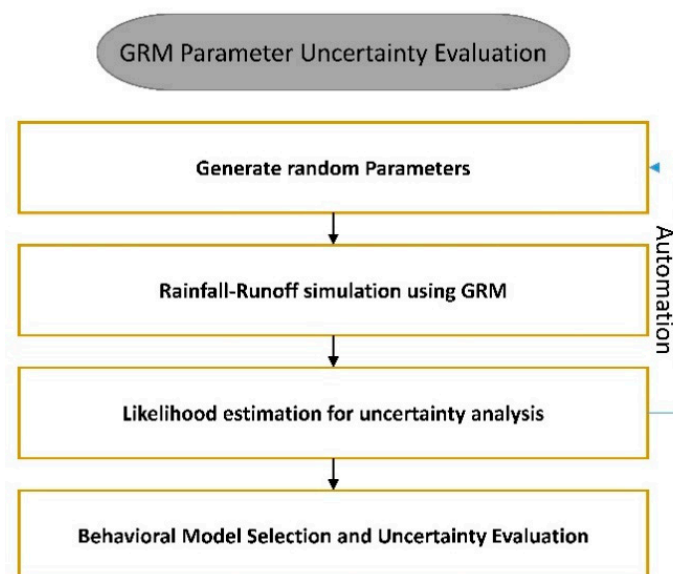 GRM Parameter Uncertainty Evaluation
Generate random Parameters
Rainfall-Runoff simulation using GRM
Likelihood estimation for uncertainty analysis
Behavioral Model Selection and Uncertainty Evaluation
Automation